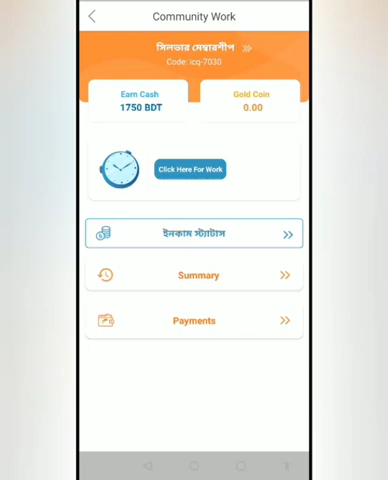 Community Work
সিলভার মেম্বারশীপ
Code: icq-7030
Earn Cash
1750 BDT
Gold Coin
0.00
Click Here For Work
ইনকাম স্ট্যাটাস
Summary
Payments